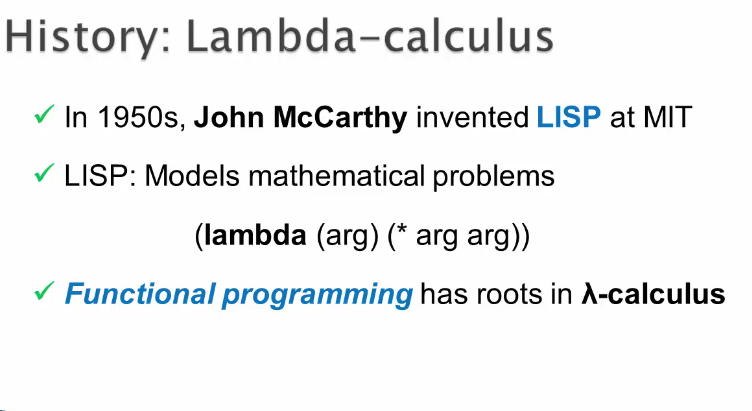 History: Lambda-calculus
✓ In 1950s, John McCarthy invented LISP at MIT
✓ LISP: Models mathematical problems
(lambda (arg) (* arg arg))
✓ Functional programming has roots in λ-calculus